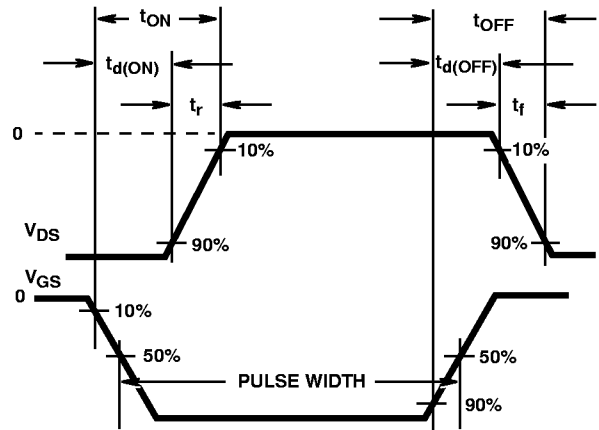 tON tOFF
td(ON) td(OFF)
tr tf
0
10% 10%
VDS 90% 90%
VGS
0
10%
50% 50%
PULSE WIDTH
90%